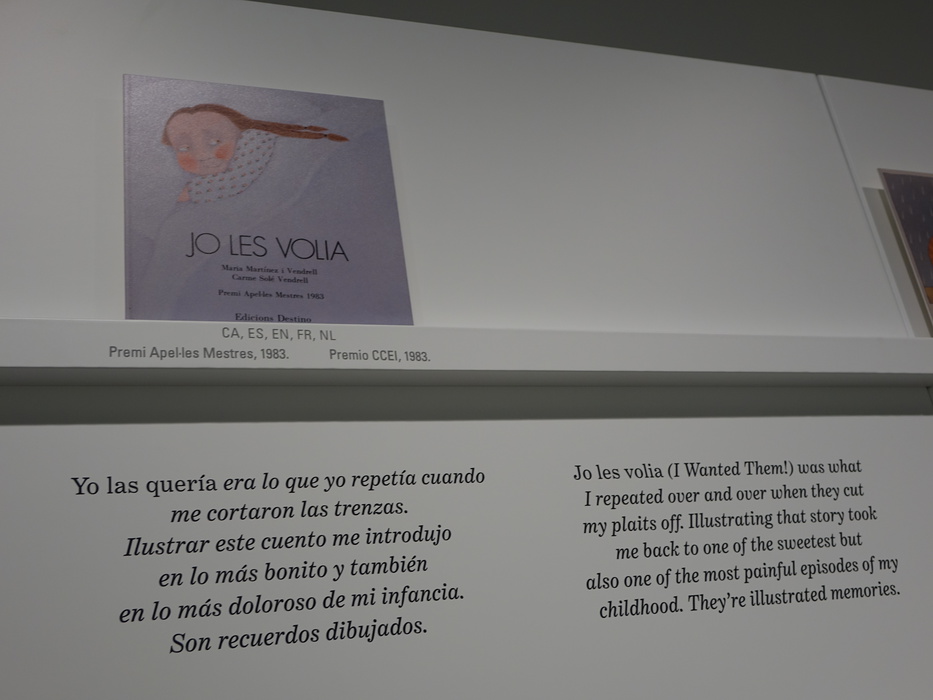 JO LES VOLIA
Marta Martínez i Vendrell
Carme Solé Vendrell
Premi Apel·les Mestres 1983
Edicions Destino
CA, ES, EN, FR, NL
Premi Apel·les Mestres, 1983. Premio CCEI, 1983.
Yo las quería era lo que yo repetía cuando
me cortaron las trenzas.
Ilustrar este cuento me introdujo
en lo más bonito y también
en lo más doloroso de mi infancia.
Son recuerdos dibujados.
Jo les volia (I Wanted Them!) was what
I repeated over and over when they cut
my plaits off. Illustrating that story took
me back to one of the sweetest but
also one of the most painful episodes of my
childhood. They're illustrated memories.